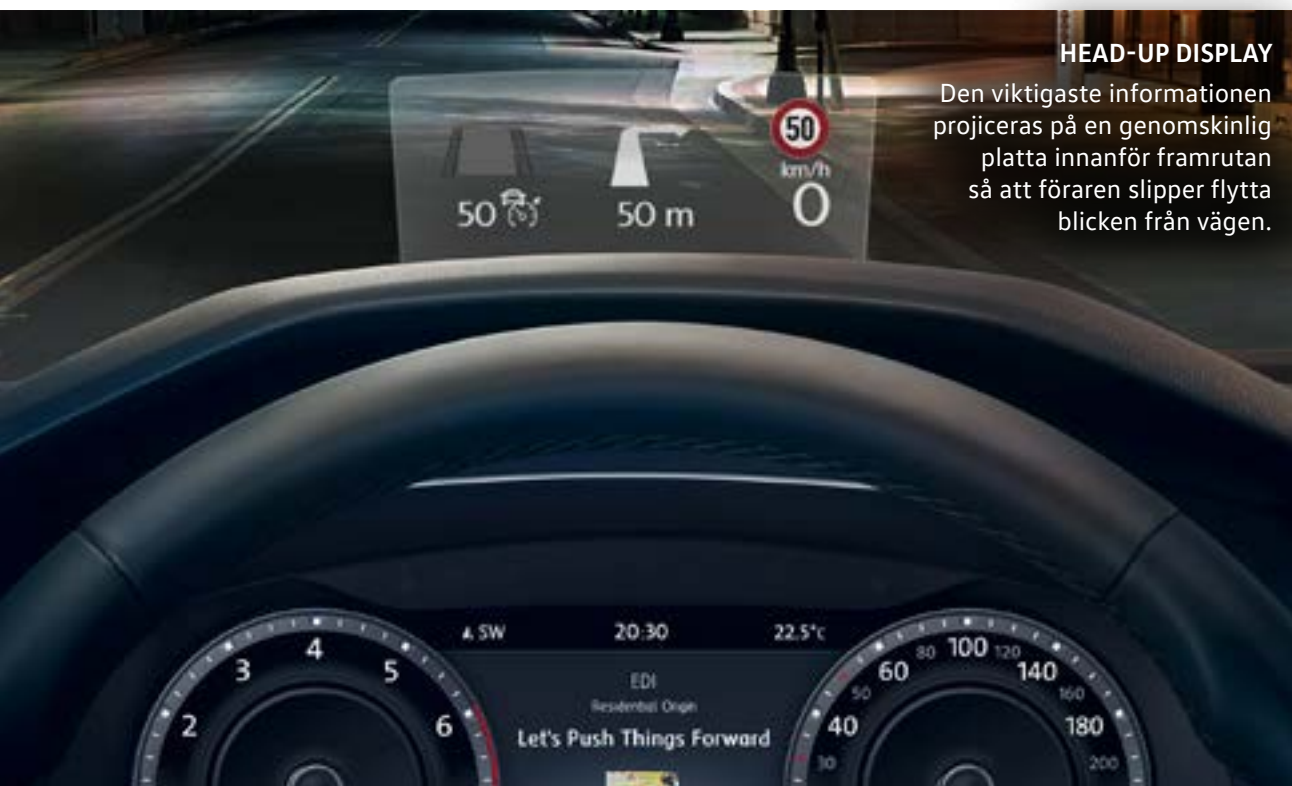 HEAD-UP DISPLAY
Den viktigaste informationen
projiceras på en genomskinlig
platta innanför framrutan
så att föraren slipper flytta
blicken från vägen.
50
km/h
50 50 m 0
SW 20:30 22.5°C
EDI
Residential Origin
Let's Push Things Forward
2 3 4 5 6
30 40 50 60 80 100 120 140 160 180 200